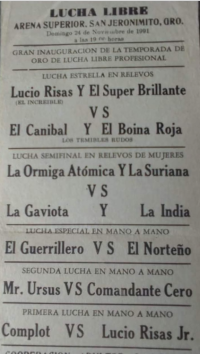 LUCHA LIBRE
ARENA SUPERIOR, SAN JERONIMITO, GRO.
Domingo 24 de Noviembre de 1991
a las horas
GRAN INAUGURACION DE LA TEMPORADA DE
ORO DE LUCHA LIBRE PROFESIONAL
LUCHA ESTRELLA EN RELEVOS
Lucio Risas Y El Super Brillante
(EL INCREIBLE)
VS
El Canibal Y El Boina Roja
LOS TEMIBLES RUDOS
LUCHA SEMIFINAL EN RELEVOS DE MUJERES
La Ormiga Atómica Y La Suriana
VS
La Gaviota Y La India
LUCHA ESPECIAL EN MANO A MANO
El Guerrillero VS El Norteño
SEGUNDA LUCHA EN MANO A MANO
Mr. Ursus VS Comandante Cero
PRIMERA LUCHA EN MANO A MANO
Complot VS Lucio Risas Jr.